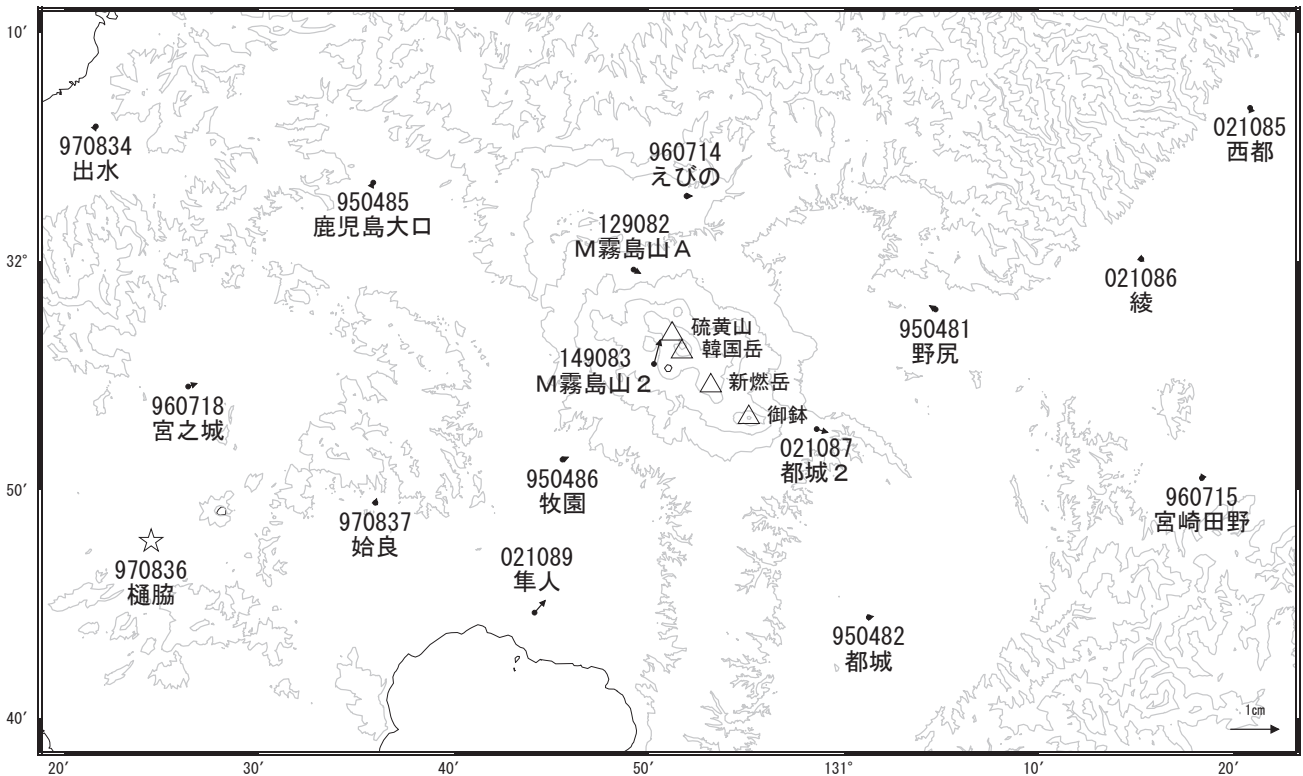 10′
970834
出水
950485
鹿児島大口
960714
えびの
129082
Ｍ霧島山Ａ
021085
西都
32°
021086
綾
950481
野尻
硫黄山
韓国岳
149083
Ｍ霧島山２
新燃岳
御鉢
960718
宮之城
021087
都城２
950486
牧園
50′
960715
宮崎田野
970837
姶良
970836
樋脇
021089
隼人
950482
都城
40′
1cm
20′
30′
40′
50′
131°
10′
20′